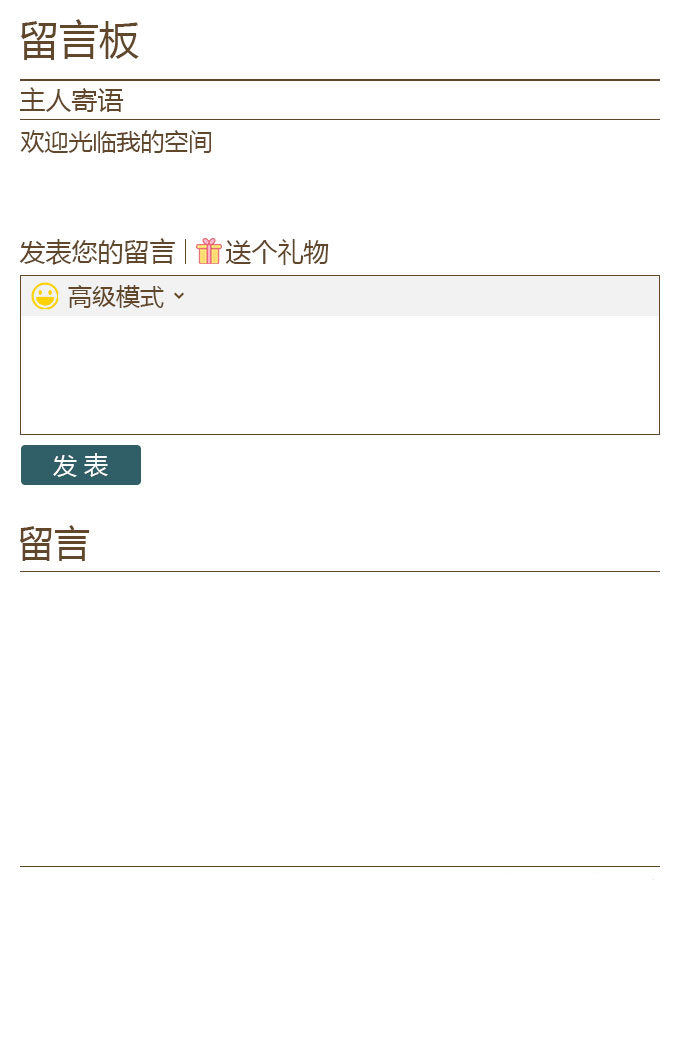 留言板
主人寄语
欢迎光临我的空间
发表您的留言 | 送个礼物
高级模式
发表
留言